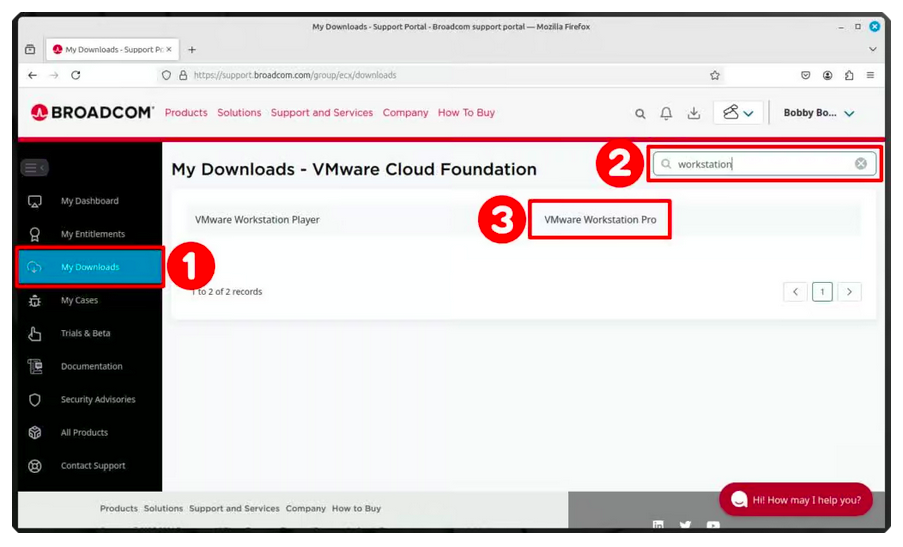 My Downloads - Support Portal - Broadcom support portal — Mozilla Firefox
My Downloads - Support Po
https://support.broadcom.com/group/ecx/downloads
BROADCOM
Products Solutions Support and Services Company How To Buy
Bobby Bo...
My Downloads - VMware Cloud Foundation
2
workstation
My Dashboard
VMware Workstation Player
3
VMware Workstation Pro
My Entitlements
My Downloads
1
1 to 2 of 2 records
1
My Cases
Trials & Beta
Documentation
Security Advisories
All Products
Contact Support
Hi! How may I help you?
Products Solutions Support and Services Company How to Buy